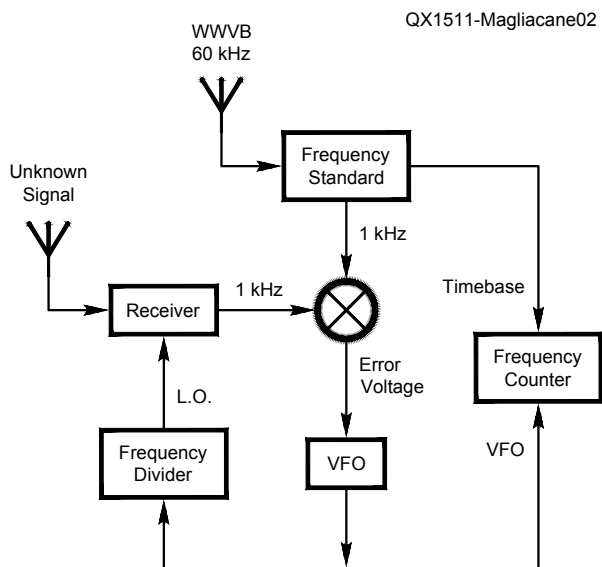 QX1511-Magliacane02
WWVB
60 kHz
Frequency
Standard
Unknown
Signal
1 kHz
Receiver
1 kHz
Timebase
Error
Voltage
Frequency
Counter
L.O.
Frequency
Divider
VFO
VFO